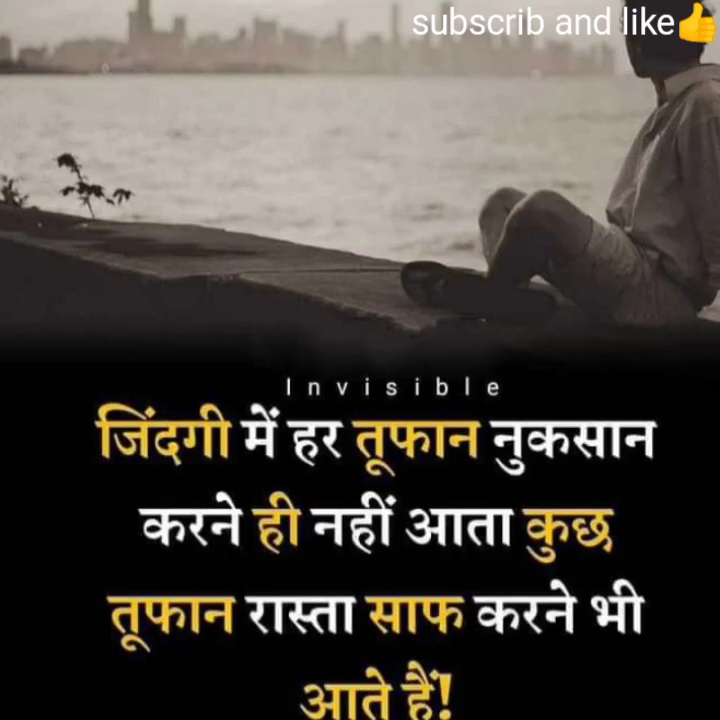 subscrib and like👍
Invisible
जिंदगी में हर तूफान नुकसान
करने ही नहीं आता कुछ
तूफान रास्ता साफ करने भी
आते हैं!